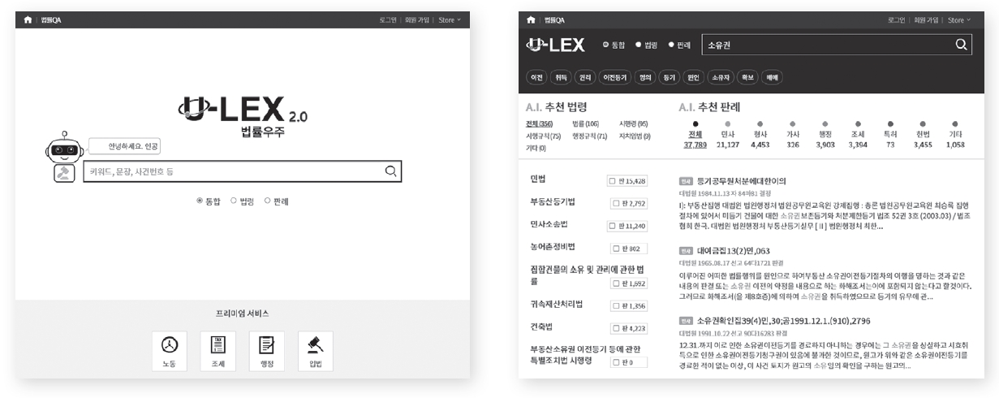 법률QA
로그인 | 회원 가입 | Store
U-LEX 2.0
법률우주
안녕하세요. 인공
키워드, 문장, 사건번호 등
통합 법령 판례
프리미엄 서비스
노동 조세 행정 입법
TAX
법률QA
로그인 | 회원 가입 | Store
U-LEX 통합 법령 판례 소유권
이전 취득 권리 이전등기 명의 등기 원인 소유자 확보 매매
A.I. 추천 법령
전체(356) 법률(106) 시행령(95)
시행규칙(75) 행정규칙(71) 자치입법(9)
기타(0)
민법
판 15,428
부동산등기법
판 2,792
민사소송법
판 11,240
농어촌정비법
판 802
집합건물의 소유 및 관리에 관한 법
률
판 1,692
귀속재산처리법
판 1,356
건축법
판 4,223
부동산소유권 이전등기 등에 관한
특별조치법 시행령
판 0
A.I. 추천 판례
전체 민사 형사 가사 행정 조세 특허 헌법 기타
37,789 21,127 4,453 326 3,903 3,394 73 3,455 1,058
민사 등기공무원처분에대한이의
대법원 1984.11.13 자 84마81 결정
I): 부동산집행 대법원 법원행정처 법원공무원교육원 강제집행 : 총론 법원공무원교육원 최승록 집행
절차에 있어서 미등기 건물에 대한 소유권보존등기와 처분제한등기 법조 52권 3호 (2003.03) / 법조
협회 한국. 대법원 법원행정처 부동산등기실무 [Ⅱ] 법원행정처 최한...
민사 대여금집13(2)민,063
대법원 1965.08.17 선고 64다1721 판결
이루어진 어떠한 법률행위를 원인으로 하여부동산 소유권이전등기절차의 이행을 명하는 것과 같은
내용의 판결 또는 소유권 이전의 약정을 내용으로 하는 화해조서는이에 포함되지 않는다고 할것이다.
그러므로 화해조서(을 제8호증)에 의하여 소유권을 취득하였으므로 등기의 유무에 관...
민사 소유권확인집39(4)민,30;공1991.12.1.(910),2796
대법원 1991.10.22 선고 90다16283 판결
12.31.까지 이로 인한 소유권이전등기를 경료하지 아니하는 경우에는 그 소유권을 상실하고 시효취
득으로 인한 소유권이전등기청구권이 있음에 불과한 것이므로, 원고가 위와 같은 소유권이전등기를
경료한 적이 없는 이상, 이 사건 토지가 원고의 소유임의 확인을 구하는 원고의...